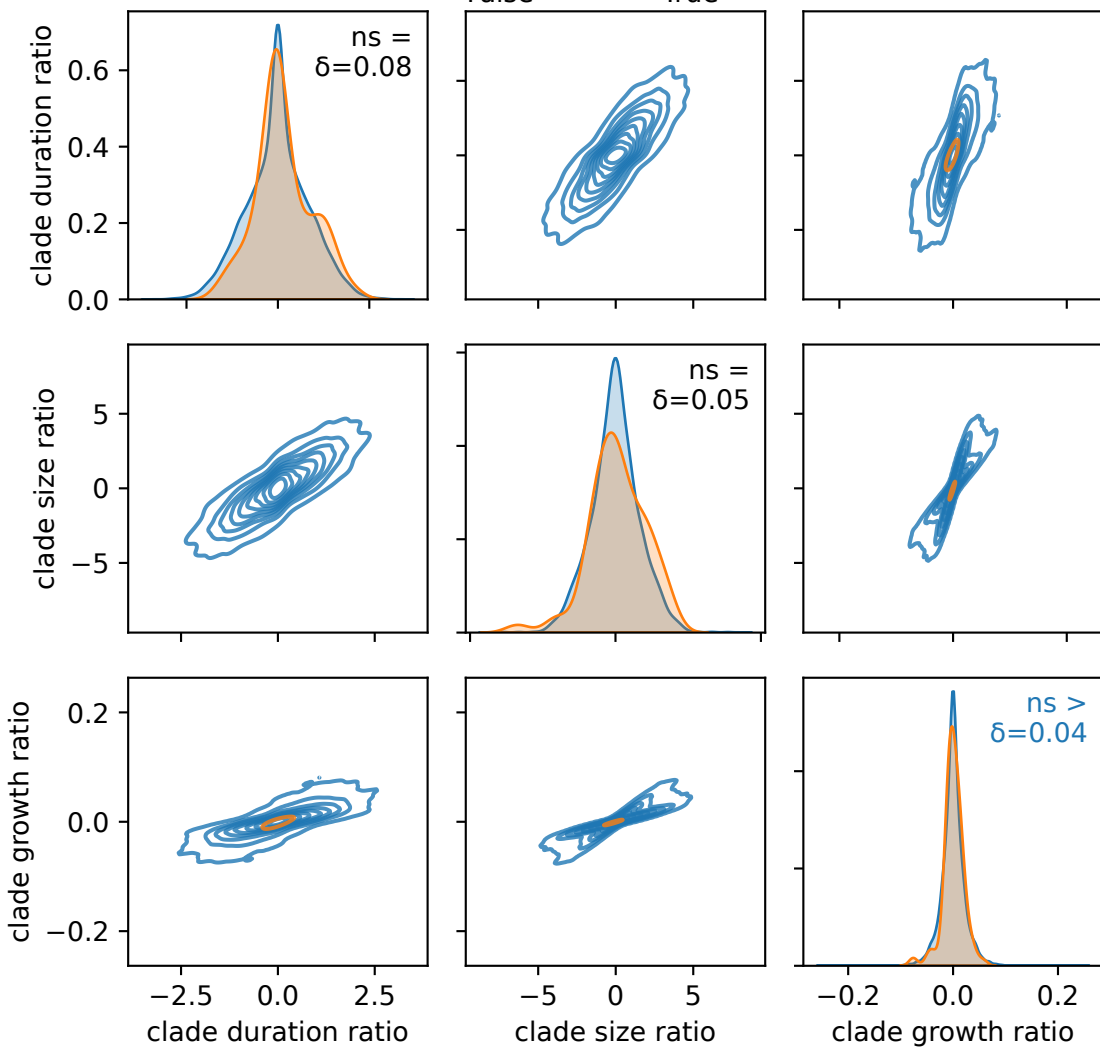 clade duration ratio
0.6
0.4
0.2
0.0
ns =
δ=0.08
clade size ratio
5
0
−5
ns =
δ=0.05
clade growth ratio
0.2
0.0
−0.2
ns >
δ=0.04
−2.5 0.0 2.5
clade duration ratio
−5 0 5
clade size ratio
−0.2 0.0 0.2
clade growth ratio